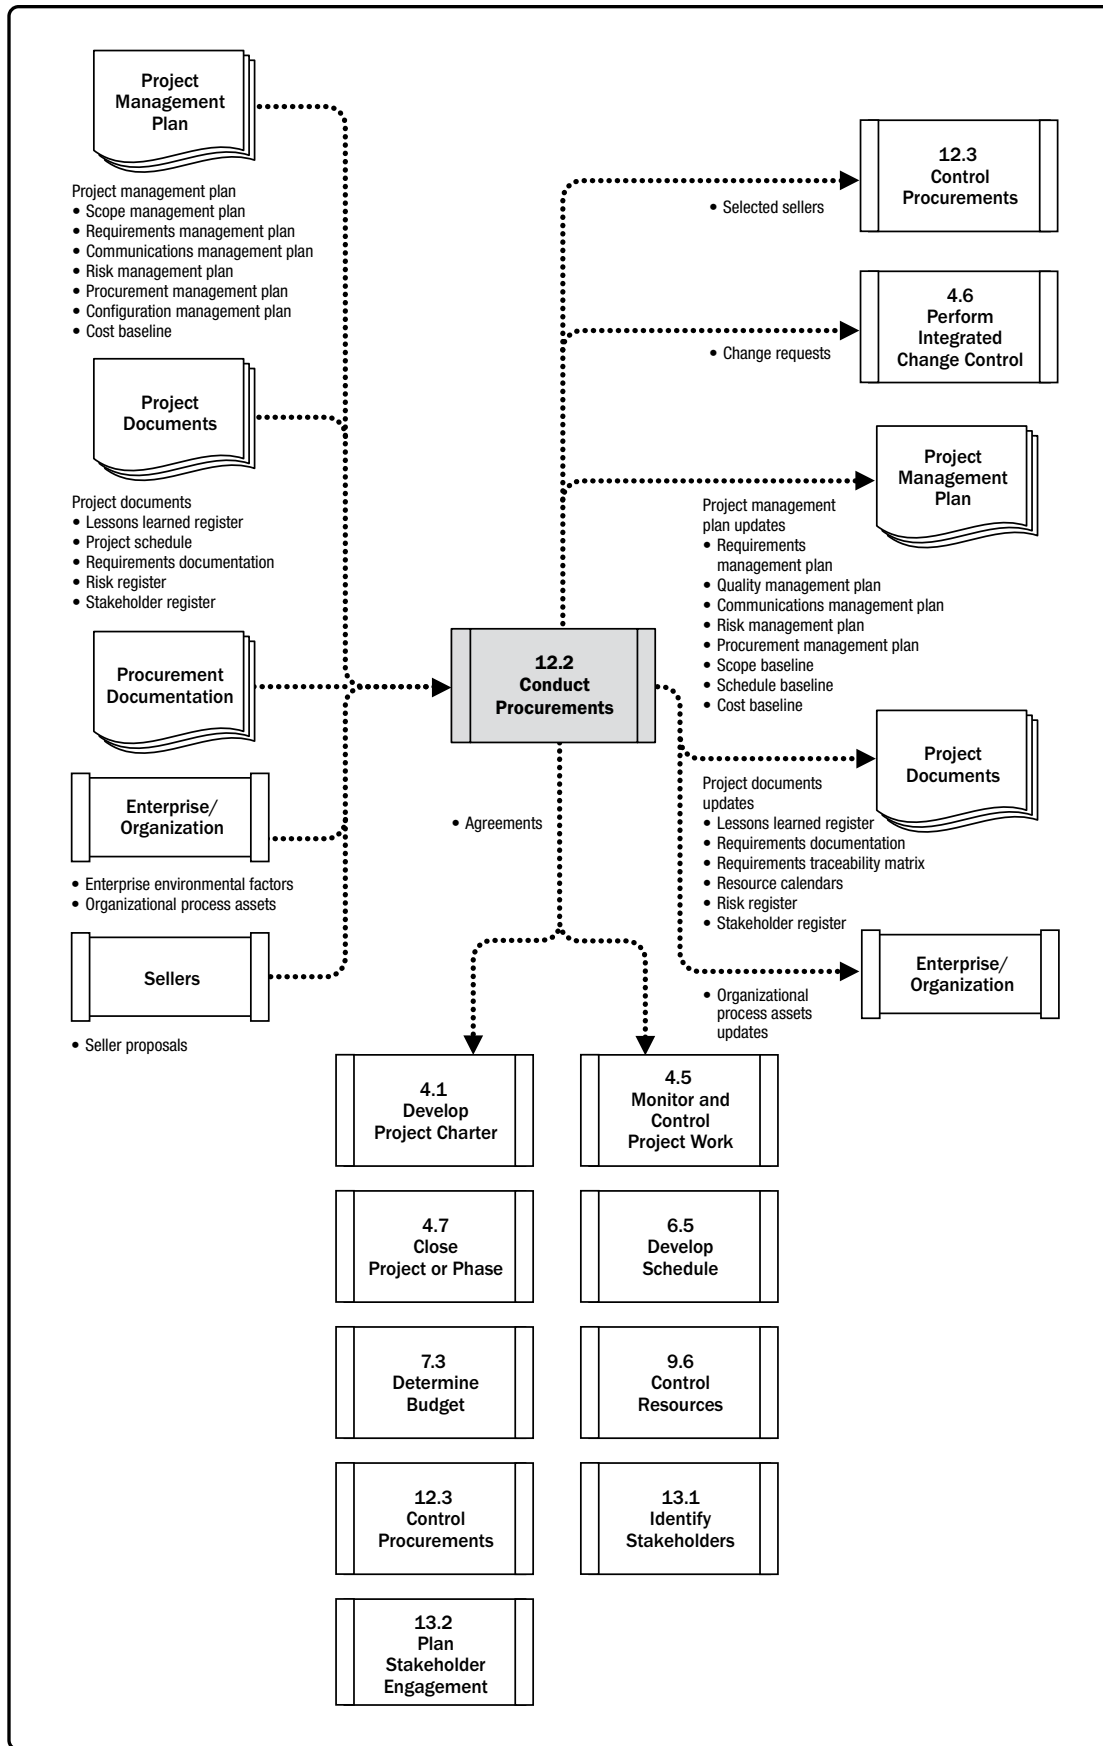 Project
Management
Plan
Project management plan
• Scope management plan
• Requirements management plan
• Communications management plan
• Risk management plan
• Procurement management plan
• Configuration management plan
• Cost baseline
Project
Documents
Project documents
• Lessons learned register
• Project schedule
• Requirements documentation
• Risk register
• Stakeholder register
Procurement
Documentation
Enterprise/
Organization
• Enterprise environmental factors
• Organizational process assets
Sellers
• Seller proposals
12.2
Conduct
Procurements
• Selected sellers
12.3
Control
Procurements
• Change requests
4.6
Perform
Integrated
Change Control
Project
Management
Plan
Project management
plan updates
• Requirements
management plan
• Quality management plan
• Communications management plan
• Risk management plan
• Procurement management plan
• Scope baseline
• Schedule baseline
• Cost baseline
Project
Documents
Project documents
updates
• Lessons learned register
• Requirements documentation
• Requirements traceability matrix
• Resource calendars
• Risk register
• Stakeholder register
Enterprise/
Organization
• Organizational
process assets
updates
• Agreements
4.1
Develop
Project Charter
4.5
Monitor and
Control
Project Work
4.7
Close
Project or Phase
6.5
Develop
Schedule
7.3
Determine
Budget
9.6
Control
Resources
12.3
Control
Procurements
13.1
Identify
Stakeholders
13.2
Plan
Stakeholder
Engagement